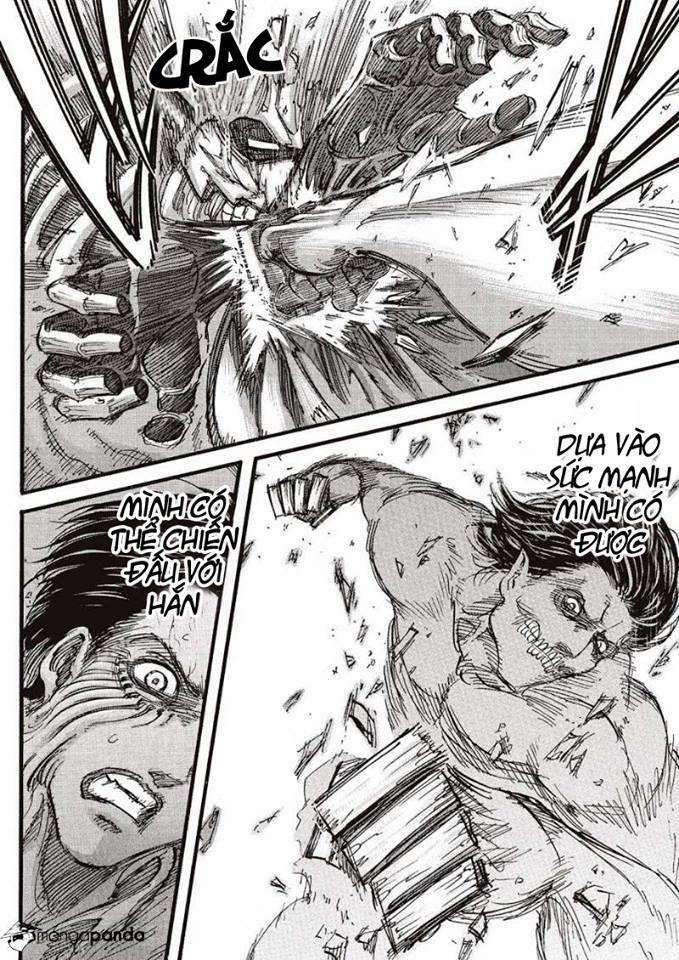 CRẮC
DỰA VÀO
SỨC MẠNH
MÌNH CÓ
ĐƯỢC
MÌNH CÓ
THỂ CHIẾN
ĐẤU VỚI
HẮN
mangapanda